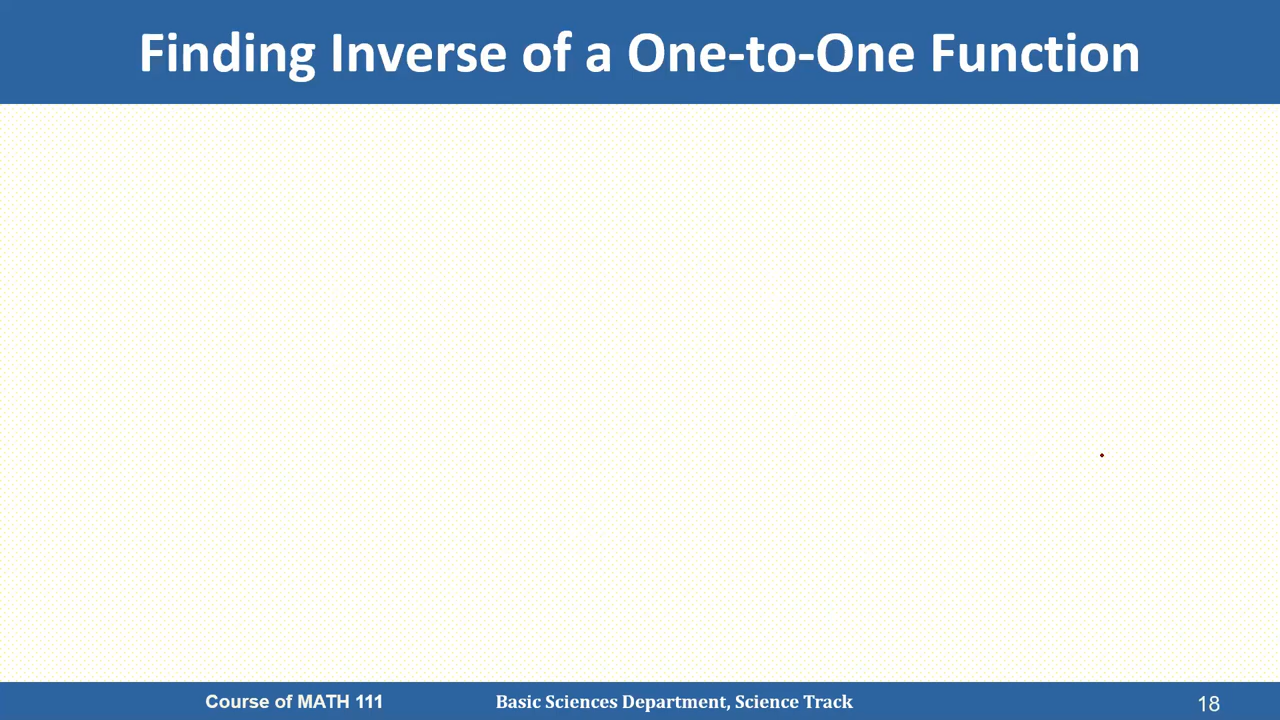 Finding Inverse of a One-to-One Function
Course of MATH 111
Basic Sciences Department, Science Track
18